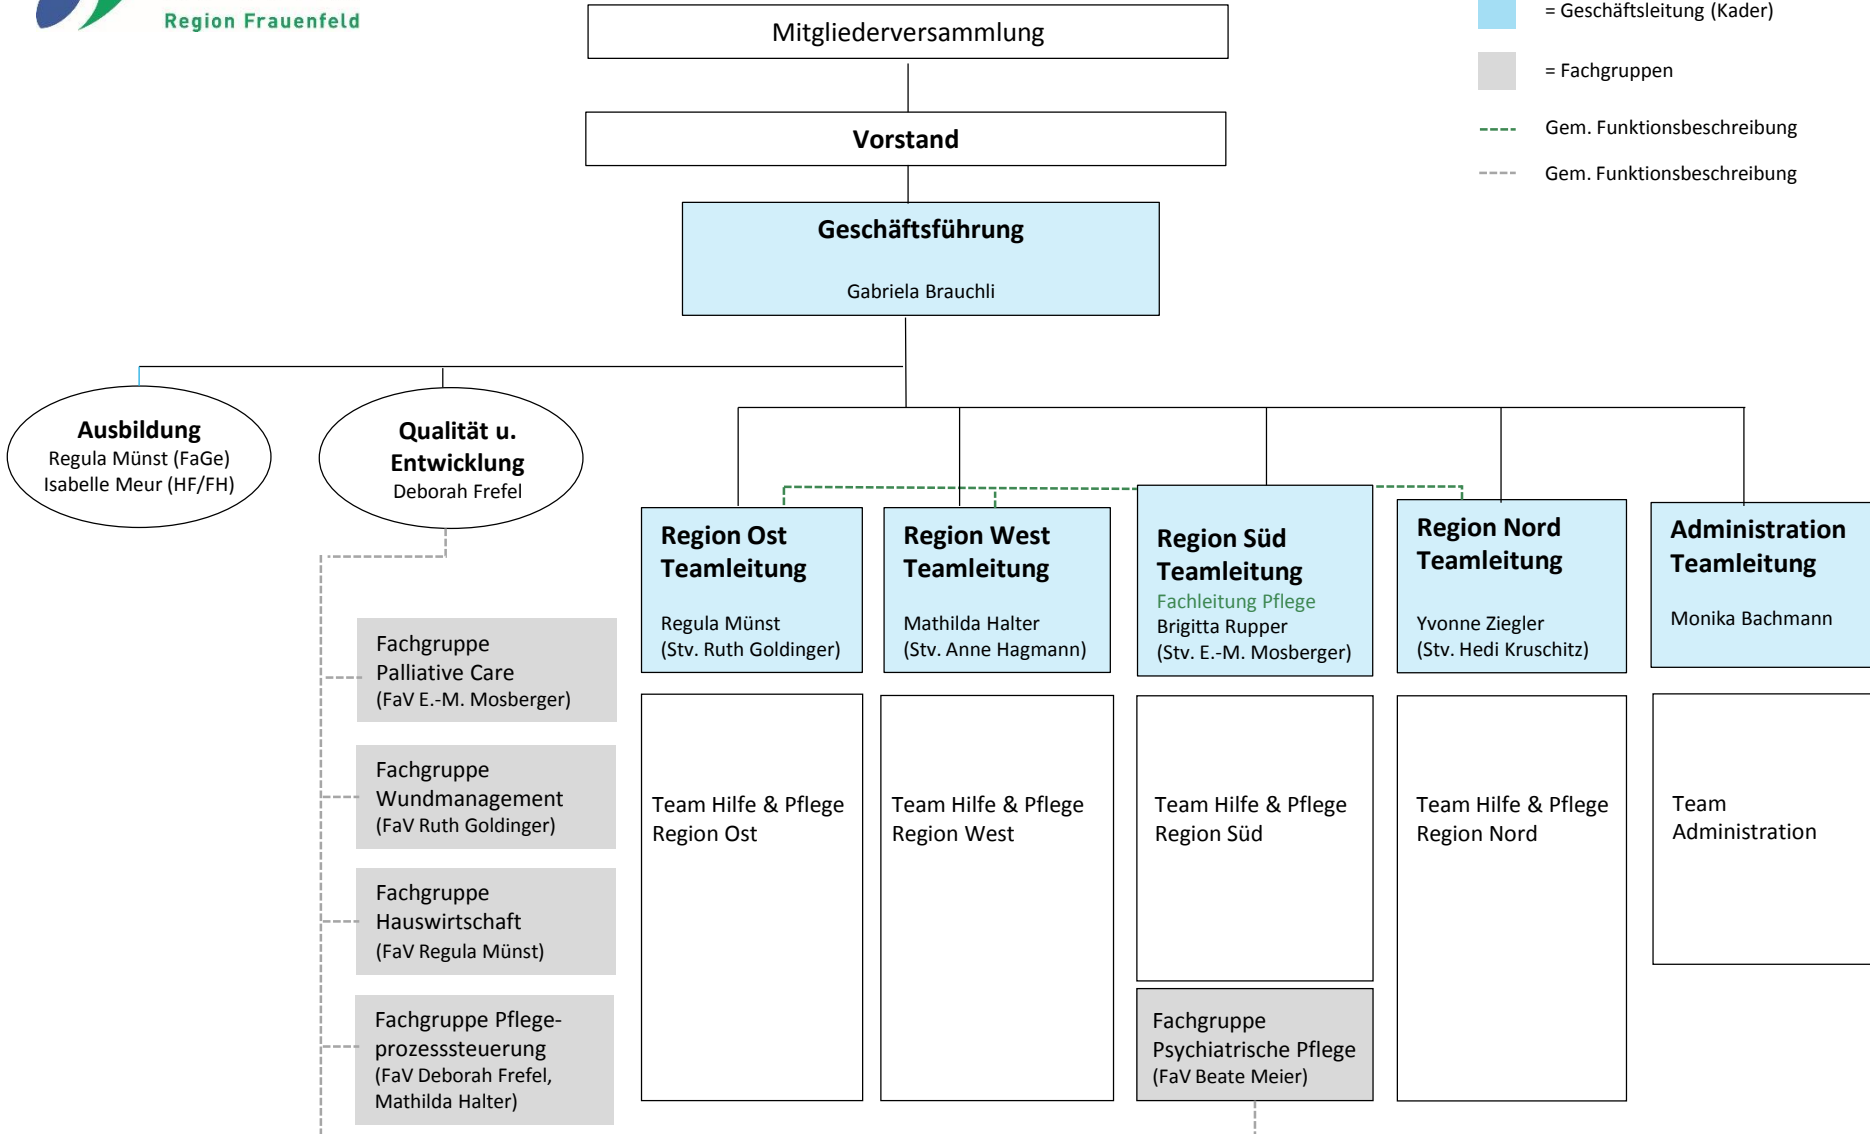 Region Frauenfeld
= Geschäftsleitung (Kader)
= Fachgruppen
Gem. Funktionsbeschreibung
Gem. Funktionsbeschreibung
Mitgliederversammlung
Vorstand
Geschäftsführung
Gabriela Brauchli
Ausbildung
Regula Münst (FaGe)
Isabelle Meur (HF/FH)
Qualität u.
Entwicklung
Deborah Frefel
Region Ost
Teamleitung
Regula Münst
(Stv. Ruth Goldinger)
Region West
Teamleitung
Mathilda Halter
(Stv. Anne Hagmann)
Region Süd
Teamleitung
Fachleitung Pflege
Brigitta Rupper
(Stv. E.-M. Mosberger)
Region Nord
Teamleitung
Yvonne Ziegler
(Stv. Hedi Kruschitz)
Administration
Teamleitung
Monika Bachmann
Fachgruppe
Palliative Care
(FaV E.-M. Mosberger)
Fachgruppe
Wundmanagement
(FaV Ruth Goldinger)
Fachgruppe
Hauswirtschaft
(FaV Regula Münst)
Fachgruppe Pflege-
prozesssteuerung
(FaV Deborah Frefel,
Mathilda Halter)
Team Hilfe & Pflege
Region Ost
Team Hilfe & Pflege
Region West
Team Hilfe & Pflege
Region Süd
Team Hilfe & Pflege
Region Nord
Team
Administration
Fachgruppe
Psychiatrische Pflege
(FaV Beate Meier)